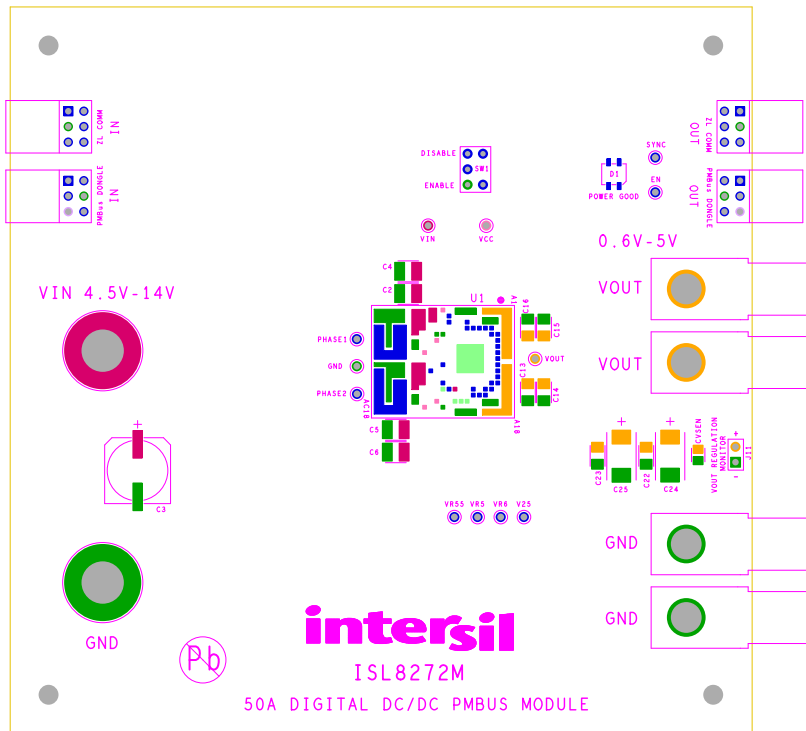 ZL COMM
IN
PMBus DONGLE
IN
DISABLE
SW1
ENABLE
VIN
VCC
SYNC
D1
EN
POWER GOOD
ZL COMM
OUT
PMBus DONGLE
OUT
0.6V-5V
VIN 4.5V-14V
VOUT
VOUT
C4
C2
U1
A1
C16
C15
PHASE1
GND
PHASE2
VOUT
C13
C14
AC18
A18
C5
C6
+
C3
+
+
C23
C25
C22
C24
CVSEN
VOUT REGULATION
MONITOR
+
J11
-
VR55
VR5
VR6
V25
GND
GND
GND
Pb
intersil
ISL8272M
50A DIGITAL DC/DC PMBUS MODULE